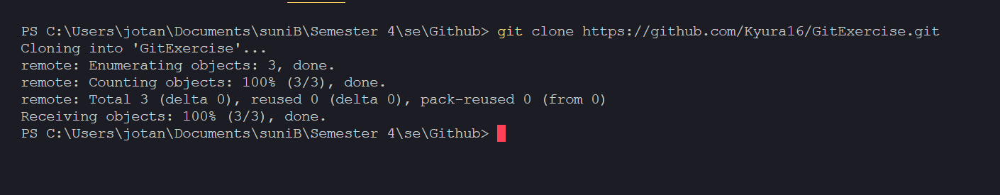 PS C:\Users\jotan\Documents\suniB\Semester 4\se\Github> git clone https://github.com/Kyura16/GitExercise.git
Cloning into 'GitExercise'...
remote: Enumerating objects: 3, done.
remote: Counting objects: 100% (3/3), done.
remote: Total 3 (delta 0), reused 0 (delta 0), pack-reused 0 (from 0)
Receiving objects: 100% (3/3), done.
PS C:\Users\jotan\Documents\suniB\Semester 4\se\Github>